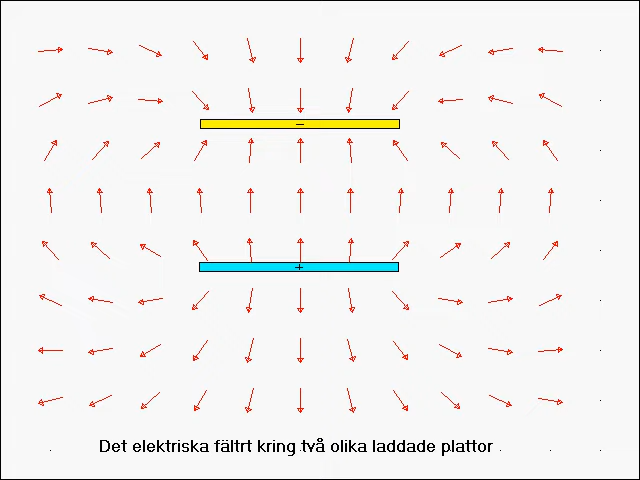 −
+
Det elektriska fältrt kring två olika laddade plattor